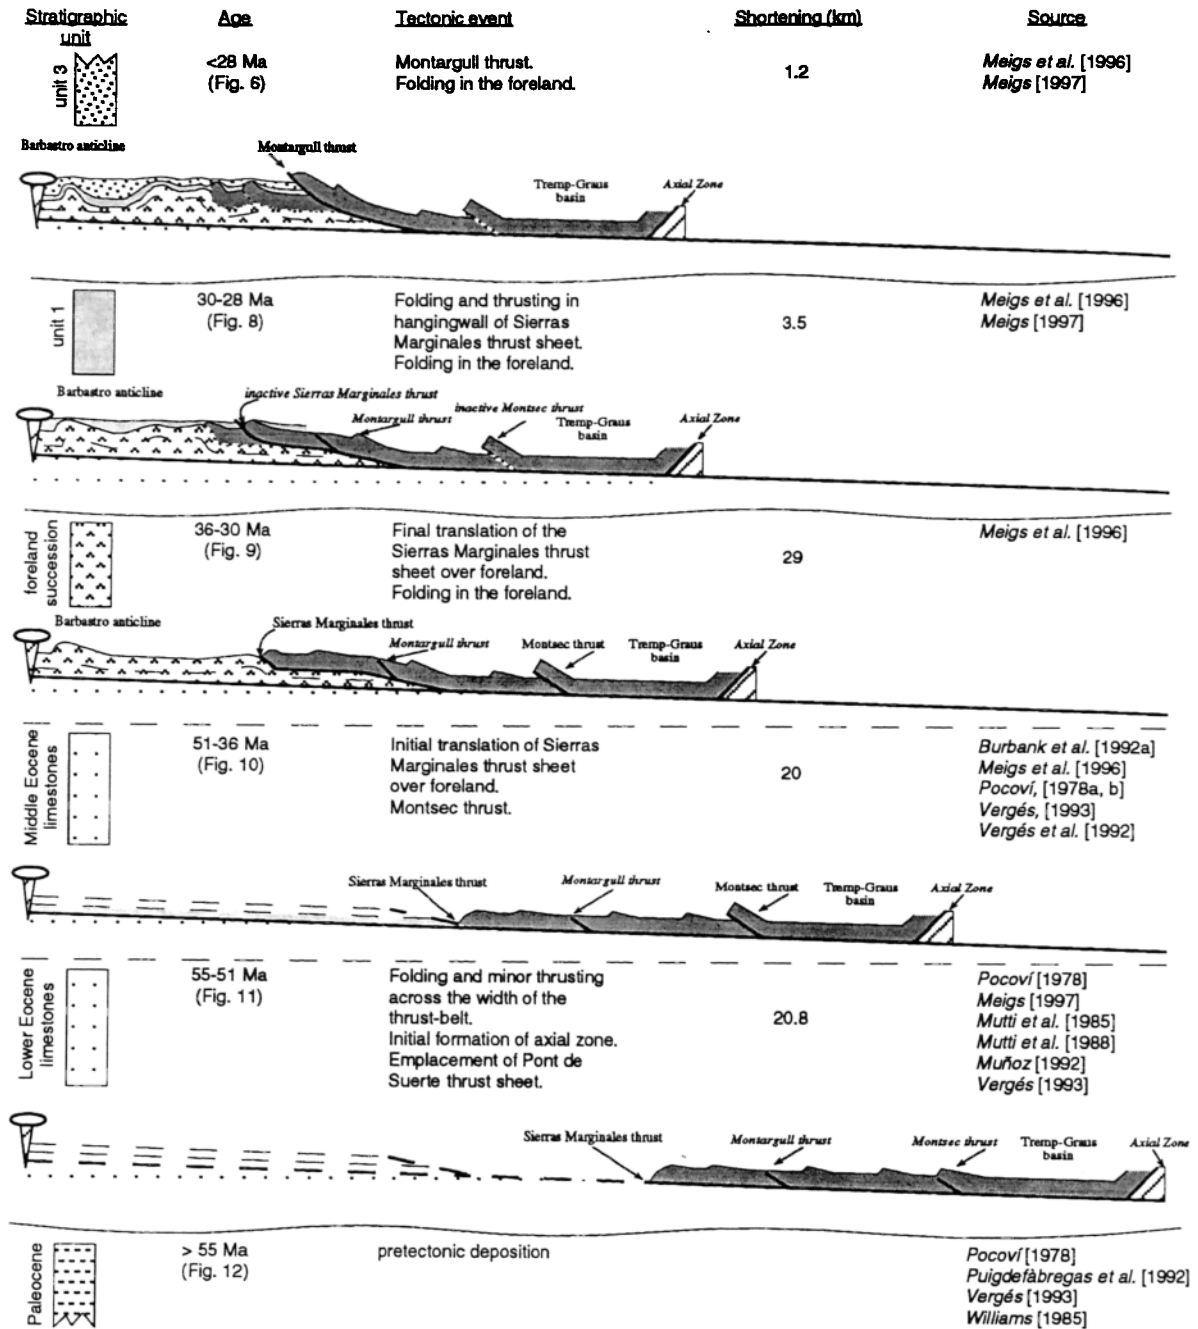 Stratigraphic unit Age Tectonic event Shortening (km) Source
unit 3
<28 Ma
(Fig. 6)
Montargull thrust.
Folding in the foreland.
1.2
Meigs et al. [1996]
Meigs [1997]
Barbastro anticline
Montargull thrust
Tremp-Graus
basin
Axial Zone
unit 1
30-28 Ma
(Fig. 8)
Folding and thrusting in
hangingwall of Sierras
Marginales thrust sheet.
Folding in the foreland.
3.5
Meigs et al. [1996]
Meigs [1997]
Barbastro anticline
inactive Sierras Marginales thrust
Montargull thrust
inactive Montsec thrust
Tremp-Graus
basin
Axial
Zone
foreland
succession
36-30 Ma
(Fig. 9)
Final translation of the
Sierras Marginales thrust
sheet over foreland.
Folding in the foreland.
29
Meigs et al. [1996]
Barbastro anticline
Sierras Marginales thrust
Montargull thrust
Montsec thrust
Tremp-Graus
basin
Axial
Zone
Middle Eocene
limestones
51-36 Ma
(Fig. 10)
Initial translation of Sierras
Marginales thrust sheet
over foreland.
Montsec thrust.
20
Burbank et al. [1992a]
Meigs et al. [1996]
Pocoví, [1978a, b]
Vergés, [1993]
Vergés et al. [1992]
Sierras Marginales thrust
Montargull thrust
Montsec thrust
Tremp-Graus
basin
Axial Zone
Lower Eocene
limestones
55-51 Ma
(Fig. 11)
Folding and minor thrusting
across the width of the
thrust-belt.
Initial formation of axial zone.
Emplacement of Pont de
Suerte thrust sheet.
20.8
Pocoví [1978]
Meigs [1997]
Mutti et al. [1985]
Mutti et al. [1988]
Muñoz [1992]
Vergés [1993]
Sierras Marginales thrust
Montargull thrust
Montsec thrust
Tremp-Graus
basin
Axial Zone
Paleocene
> 55 Ma
(Fig. 12)
pretectonic deposition
Pocoví [1978]
Puigdefàbregas et al. [1992]
Vergés [1993]
Williams [1985]